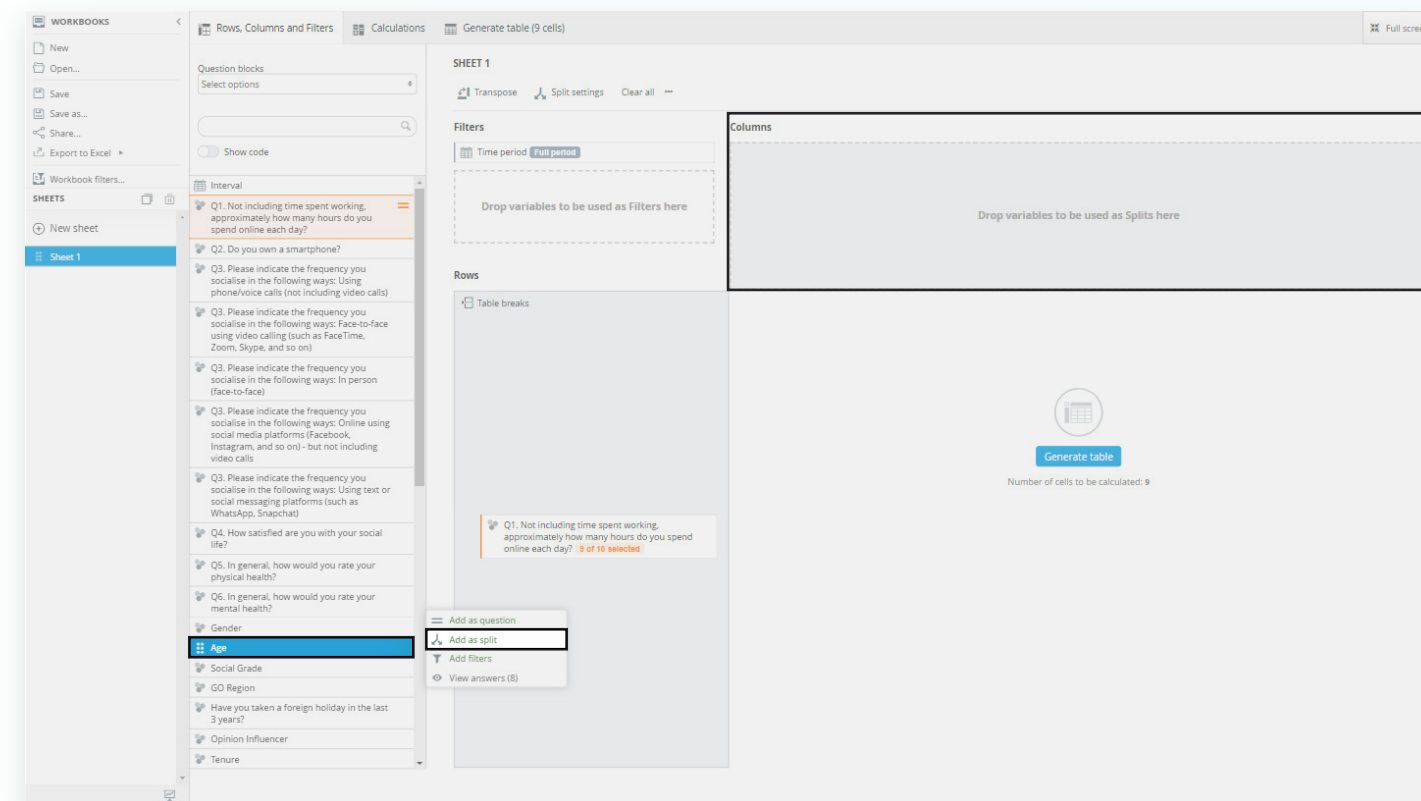 WORKBOOKS
New
Open...
Save
Save as...
Share...
Export to Excel
Workbook filters...
SHEETS
New sheet
Sheet 1
Rows, Columns and Filters
Calculations
Generate table (9 cells)
Full scre
Question blocks
Select options
Show code
Interval
Q1. Not including time spent working,
approximately how many hours do you
spend online each day?
Q2. Do you own a smartphone?
Q3. Please indicate the frequency you
socialise in the following ways: Using
phone/voice calls (not including video calls)
Q3. Please indicate the frequency you
socialise in the following ways: Face-to-face
using video calling (such as FaceTime,
Zoom, Skype, and so on)
Q3. Please indicate the frequency you
socialise in the following ways: In person
(face-to-face)
Q3. Please indicate the frequency you
socialise in the following ways: Online using
social media platforms (Facebook,
Instagram, and so on) - but not including
video calls
Q3. Please indicate the frequency you
socialise in the following ways: Using text or
social messaging platforms (such as
WhatsApp, Snapchat)
Q4. How satisfied are you with your social
life?
Q5. In general, how would you rate your
physical health?
Q6. In general, how would you rate your
mental health?
Gender
Age
Social Grade
GO Region
Have you taken a foreign holiday in the last
3 years?
Opinion Influencer
Tenure
Add as question
Add as split
Add filters
View answers (8)
SHEET 1
Transpose
Split settings
Clear all
Filters
Time period Full period
Drop variables to be used as Filters here
Columns
Drop variables to be used as Splits here
Rows
Table breaks
Q1. Not including time spent working,
approximately how many hours do you spend
online each day? 9 of 10 selected
Generate table
Number of cells to be calculated: 9